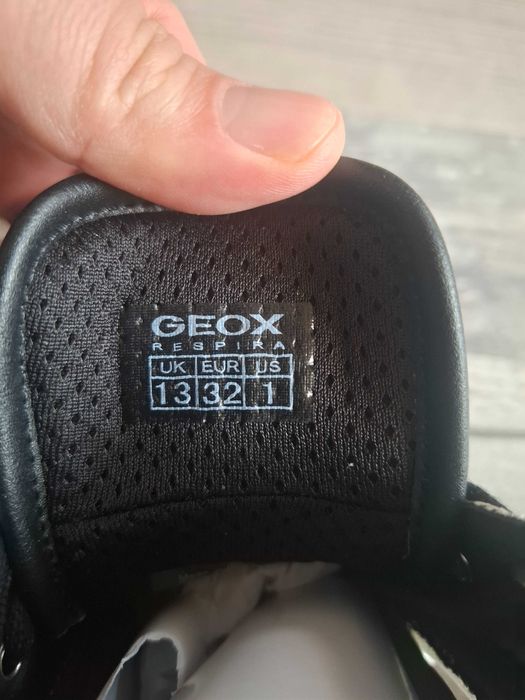 GEOX
RESPIRA
UK EUR US
13 32 1